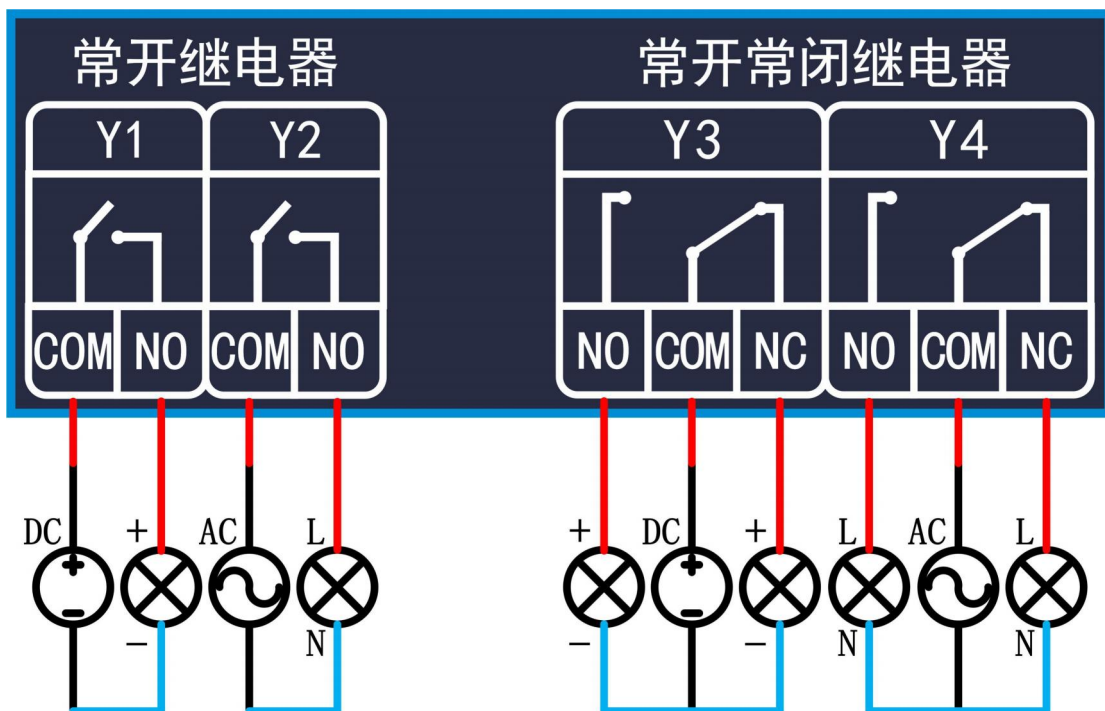 常开继电器
常开常闭继电器
Y1 Y2 Y3 Y4
COM NO COM NO NO COM NC NO COM NC
DC + AC L + DC + L AC L
+ +
- N - - N N